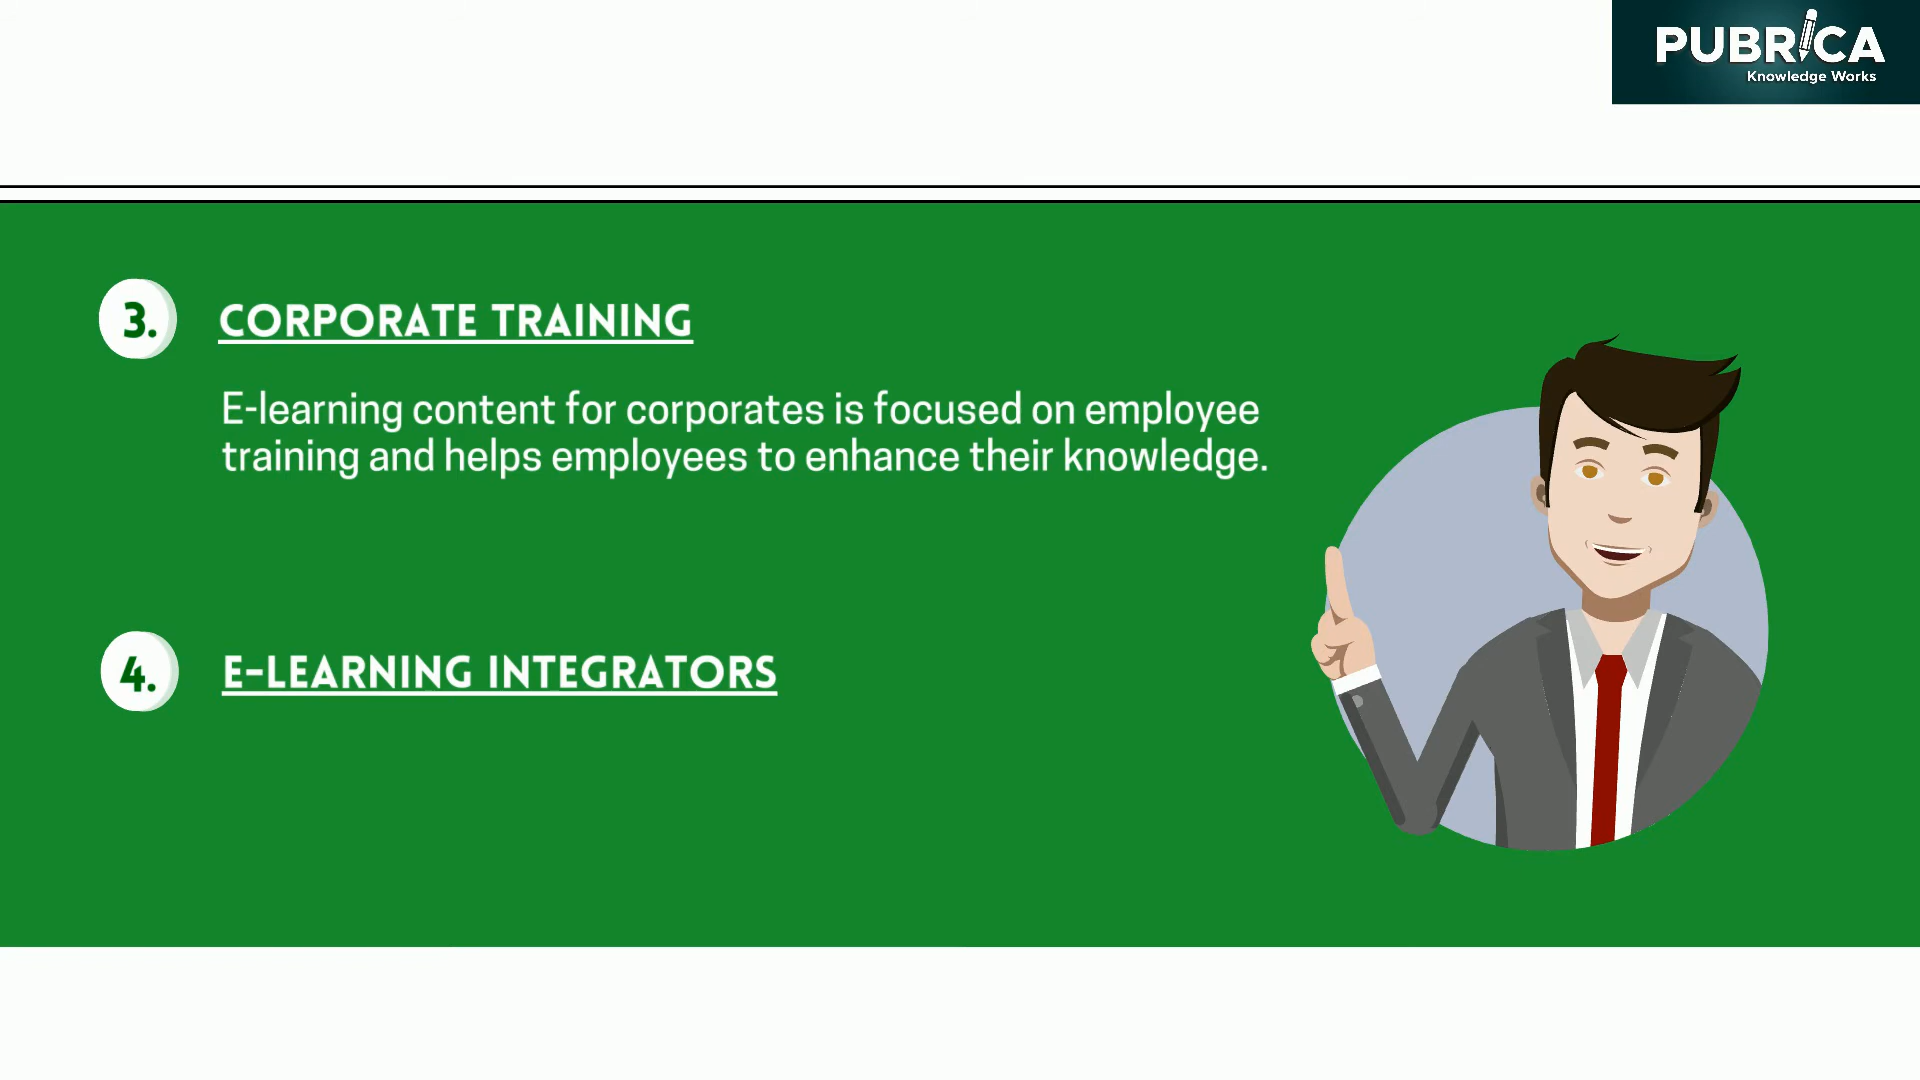 PUBRICA
Knowledge Works
3. CORPORATE TRAINING
E-learning content for corporates is focused on employee
training and helps employees to enhance their knowledge.
4. E-LEARNING INTEGRATORS